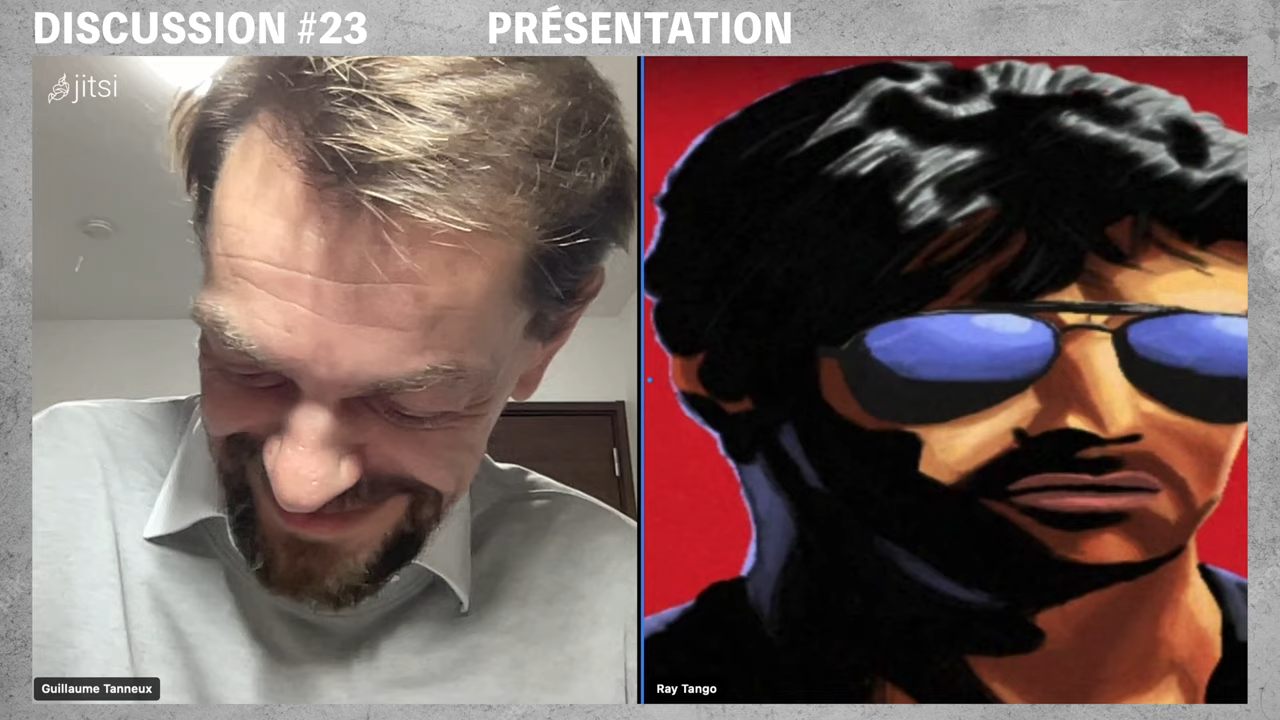 DISCUSSION #23
PRÉSENTATION
jitsi
Guillaume Tanneux
Ray Tango